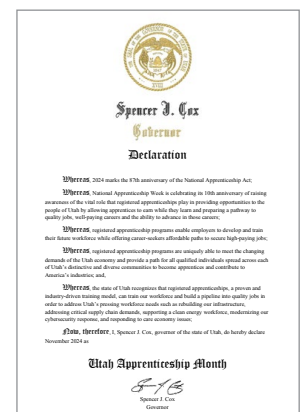 Spencer J. Cox
Governor
Declaration
Whereas, 2024 marks the 87th anniversary of the National Apprenticeship Act;
Whereas, National Apprenticeship Week is celebrating its 10th anniversary of raising
awareness of the vital role that registered apprenticeships play in providing opportunities to the
people of Utah by allowing apprentices to earn while they learn and preparing a pathway to
quality jobs, well-paying careers and the ability to advance in those careers;
Whereas, registered apprenticeship programs enable employers to develop and train
their future workforce while offering career-seekers affordable paths to secure high-paying jobs;
Whereas, registered apprenticeship programs are uniquely able to meet the changing
demands of the Utah economy and provide a path for all qualified individuals spread across each
of Utah's distinctive and diverse communities to become apprentices and contribute to
America's industries; and,
Whereas, the state of Utah recognizes that registered apprenticeships, a proven and
industry-driven training model, can train our workforce and build a pipeline into quality jobs in
order to address Utah's pressing workforce needs such as rebuilding our infrastructure,
addressing critical supply chain demands, supporting a clean energy workforce, modernizing our
cybersecurity response, and responding to care economy issues;
Now, therefore, I, Spencer J. Cox, governor of the state of Utah, do hereby declare
November 2024 as
Utah Apprenticeship Month
Spencer J. Cox
Governor